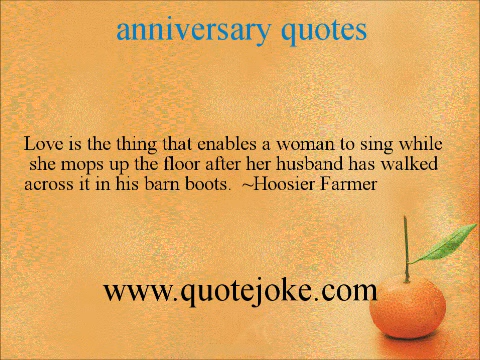 anniversary quotes
Love is the thing that enables a woman to sing while
she mops up the floor after her husband has walked
across it in his barn boots.  ~Hoosier Farmer
www.quotejoke.com